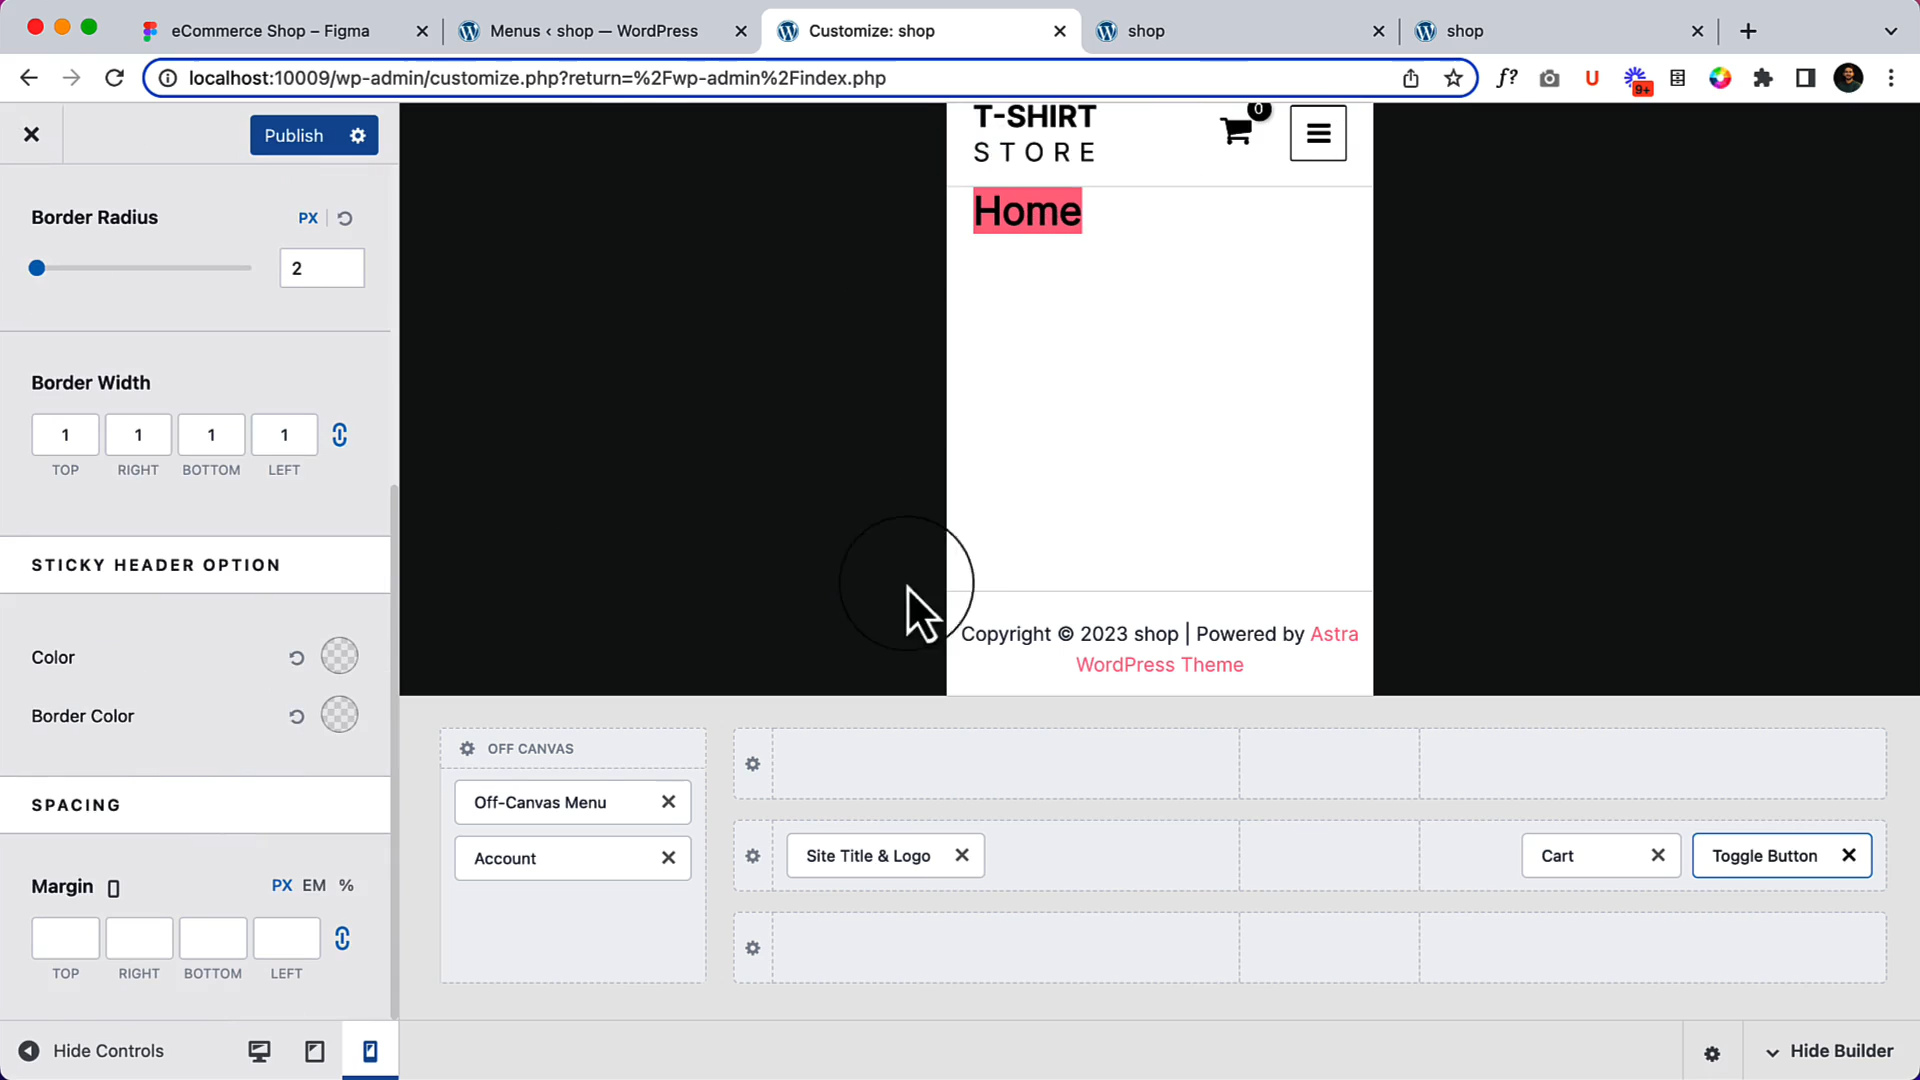 eCommerce Shop – Figma
Menus ‹ shop — WordPress
Customize: shop
shop
shop
localhost:10009/wp-admin/customize.php?return=%2Fwp-admin%2Findex.php
f?
U
9+
Publish
T-SHIRT
STORE
0
Home
Border Radius
PX
2
Border Width
1
1
1
1
TOP
RIGHT
BOTTOM
LEFT
STICKY HEADER OPTION
Color
Border Color
SPACING
Margin
PX
EM
%
TOP
RIGHT
BOTTOM
LEFT
Copyright © 2023 shop | Powered by Astra
WordPress Theme
OFF CANVAS
Off-Canvas Menu
Account
Site Title & Logo
Cart
Toggle Button
Hide Controls
Hide Builder